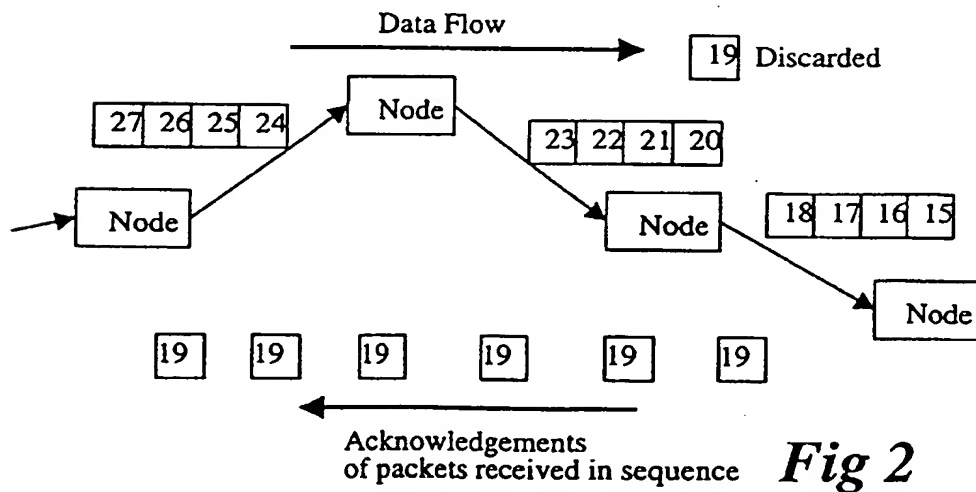 Data Flow
19 Discarded
Node
27 26 25 24
23 22 21 20
Node
Node
18 17 16 15
Node
19 19 19 19 19 19
Acknowledgements
of packets received in sequence
Fig 2